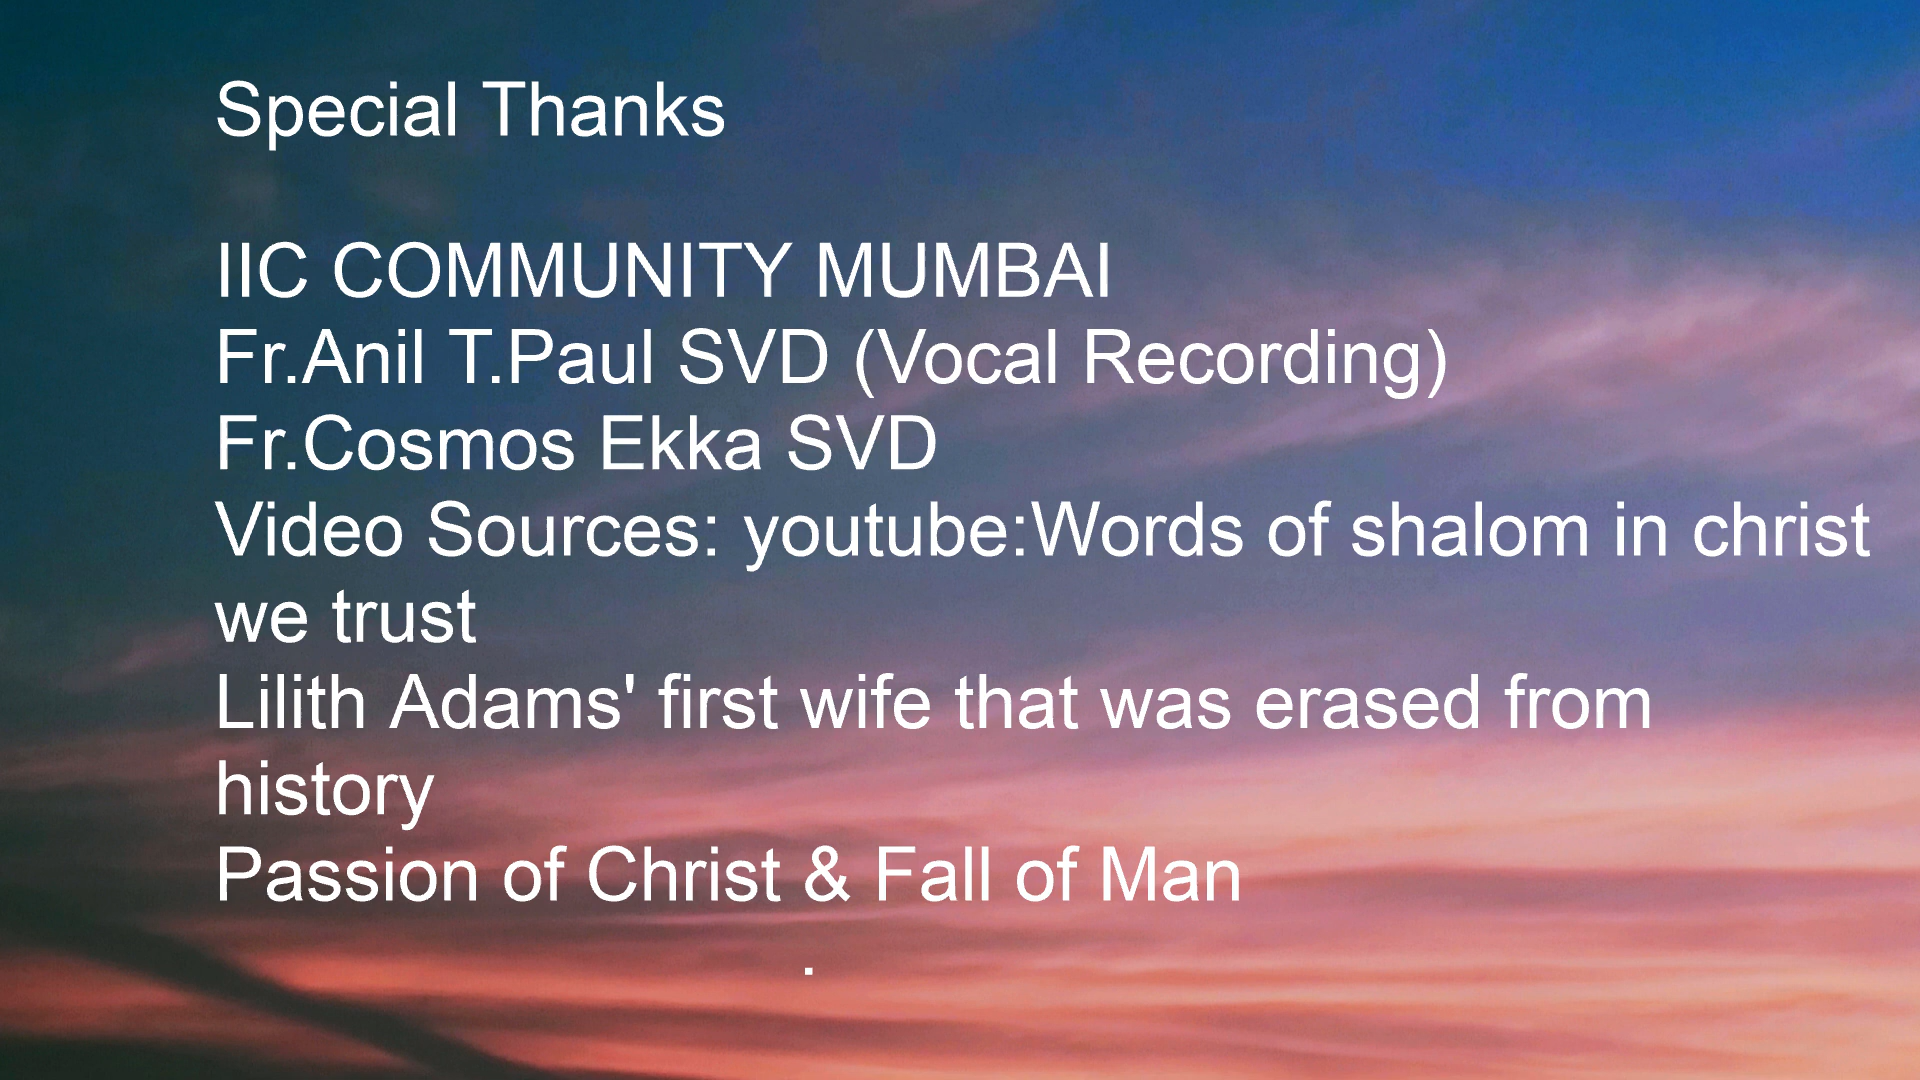 Special Thanks
IIC COMMUNITY MUMBAI
Fr.Anil T.Paul SVD (Vocal Recording)
Fr.Cosmos Ekka SVD
Video Sources: youtube:Words of shalom in christ
we trust
Lilith Adams' first wife that was erased from
history
Passion of Christ & Fall of Man
.